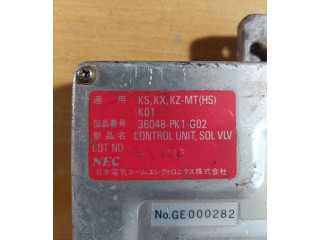 適 用 KS,KX,KZ-MT(HS)
K01
部品番号 36048-PK1-G02
部品名 CONTROL UNIT, SOL VLV
LOT NO
NEC
日本電気ホームエレクトロニクス株式会社
No.GE000282